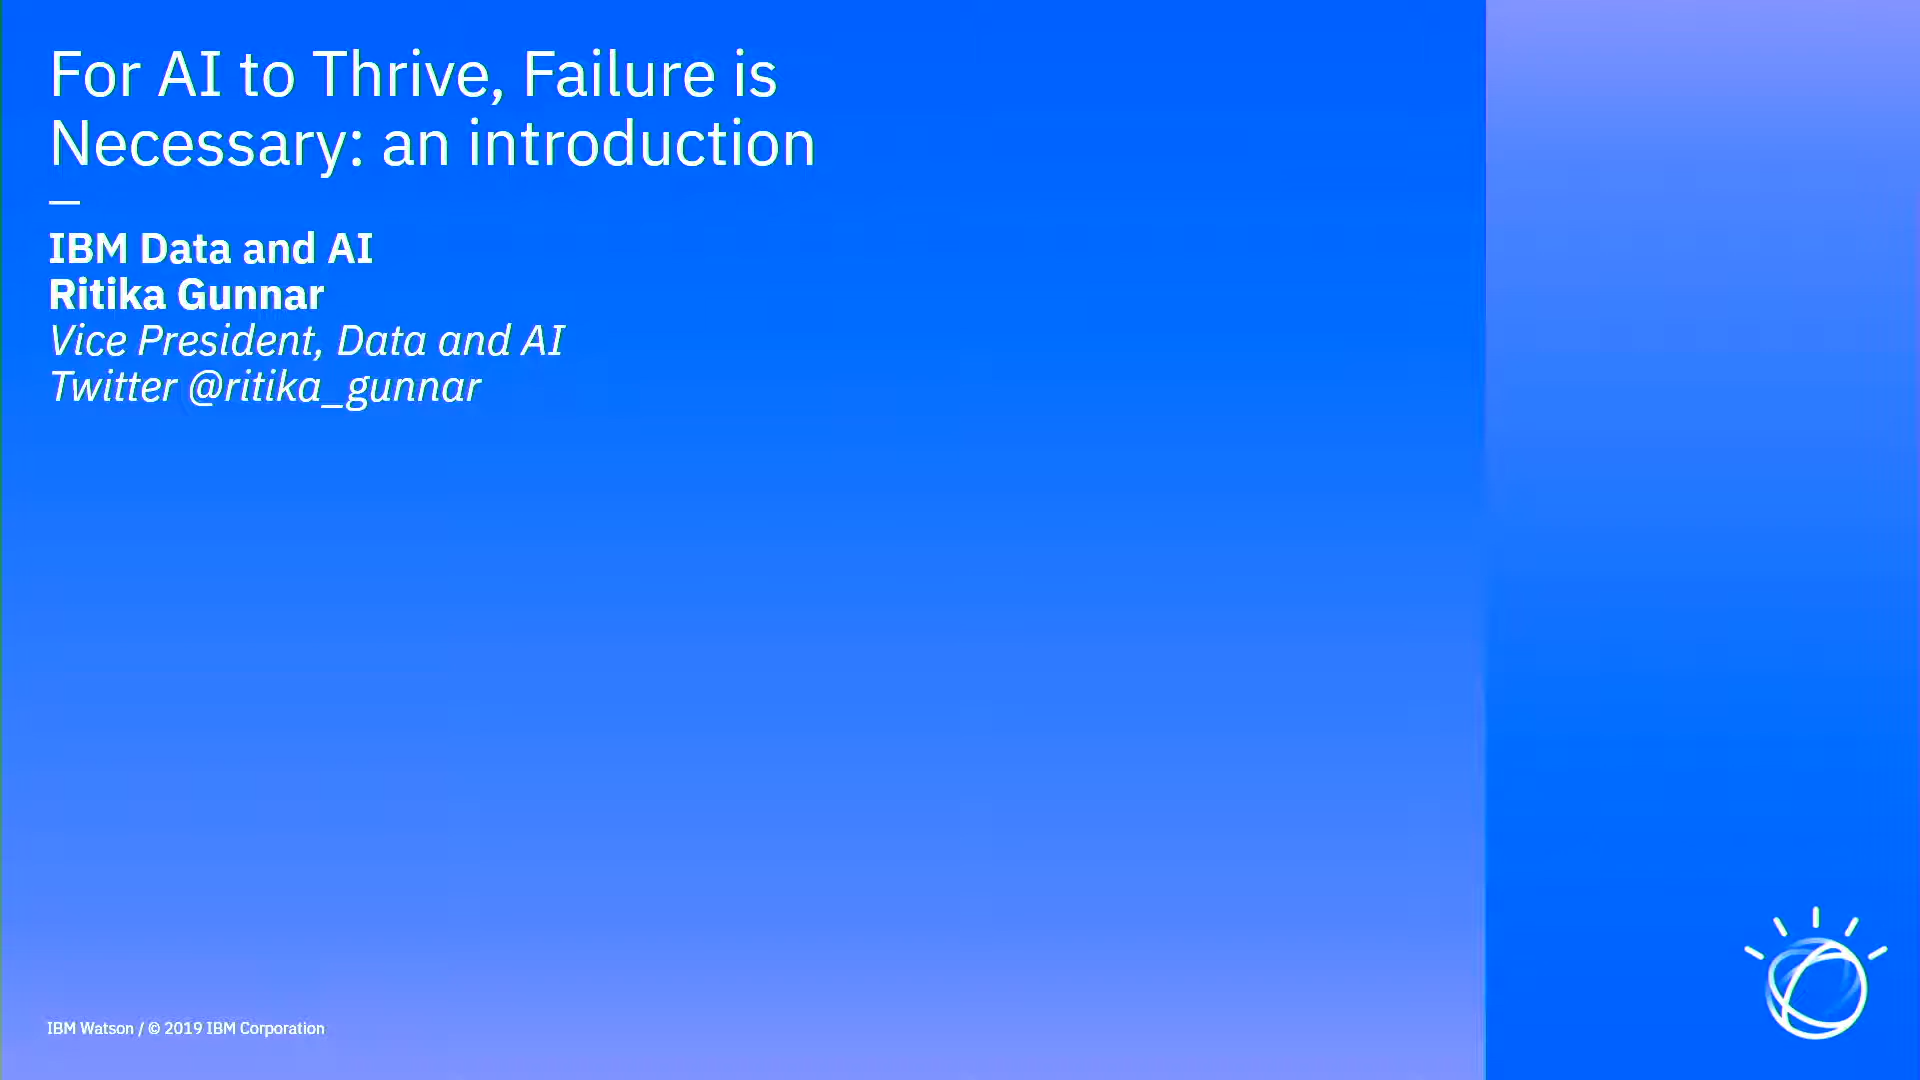 For AI to Thrive, Failure is
Necessary: an introduction
—
IBM Data and AI
Ritika Gunnar
Vice President, Data and AI
Twitter @ritika_gunnar
IBM Watson / © 2019 IBM Corporation